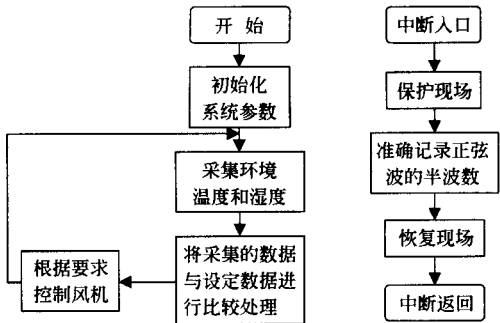 开 始
初始化
系统参数
采集环境
温度和湿度
将采集的数据
与设定数据进
行比较处理
根据要求
控制风机
中断入口
保护现场
准确记录正弦
波的半波数
恢复现场
中断返回